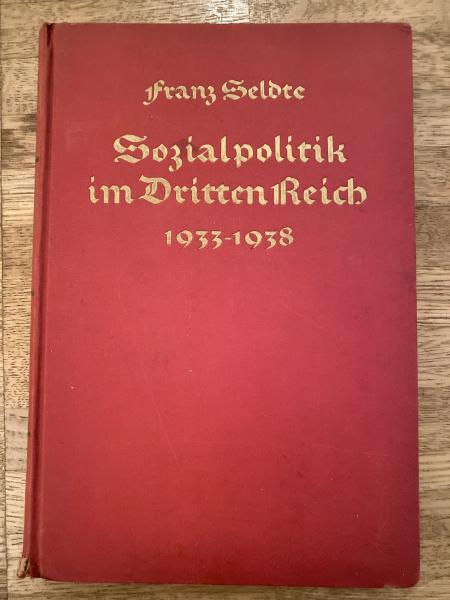 Franz Seldte
Sozialpolitik
im Dritten Reich
1933-1938